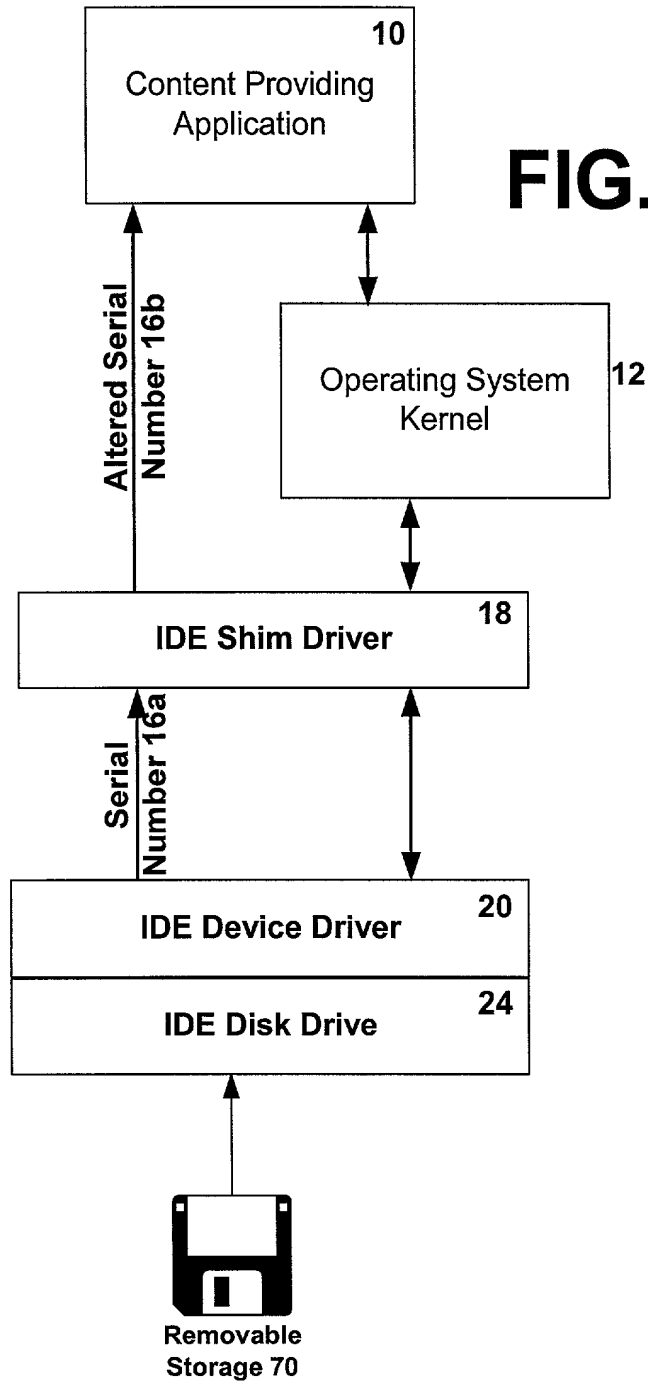 10
Content Providing
Application
FIG.
Altered Serial
Number 16b
Operating System
Kernel
12
18
IDE Shim Driver
Serial
Number 16a
20
IDE Device Driver
24
IDE Disk Drive
Removable
Storage 70